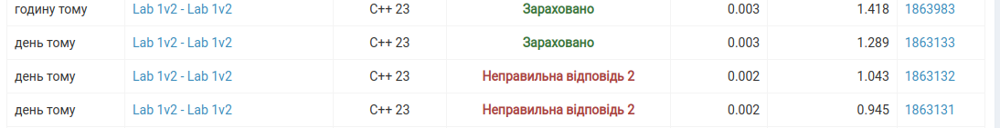 годину тому Lab 1v2 - Lab 1v2 C++ 23 Зараховано 0.003 1.418 1863983
день тому Lab 1v2 - Lab 1v2 C++ 23 Зараховано 0.003 1.289 1863133
день тому Lab 1v2 - Lab 1v2 C++ 23 Неправильна відповідь 2 0.002 1.043 1863132
день тому Lab 1v2 - Lab 1v2 C++ 23 Неправильна відповідь 2 0.002 0.945 1863131